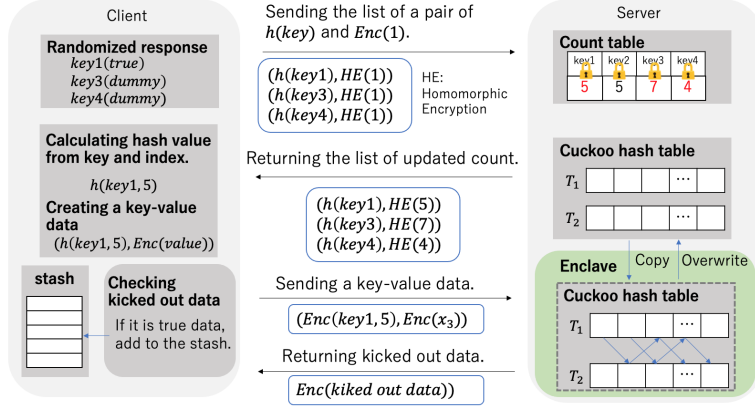 Client
Randomized response
key1(true)
key3(dummy)
key4(dummy)
Calculating hash value
from key and index.
h(key1,5)
Creating a key-value
data
(h(key1,5),Enc(value))
stash
Checking
kicked out data
If it is true data,
add to the stash.
Sending the list of a pair of
h(key) and Enc(1).
(h(key1),HE(1))
(h(key3),HE(1))
(h(key4),HE(1))
HE:
Homomorphic
Encryption
Returning the list of updated count.
(h(key1),HE(5))
(h(key3),HE(7))
(h(key4),HE(4))
Sending a key-value data.
(Enc(key1,5),Enc(x₃))
Returning kicked out data.
Enc(kiked out data))
Server
Count table
key1 key2 key3 key4
5 5 7 4
Cuckoo hash table
T₁ ···
T₂ ···
Copy Overwrite
Enclave
Cuckoo hash table
T₁ ···
T₂ ···